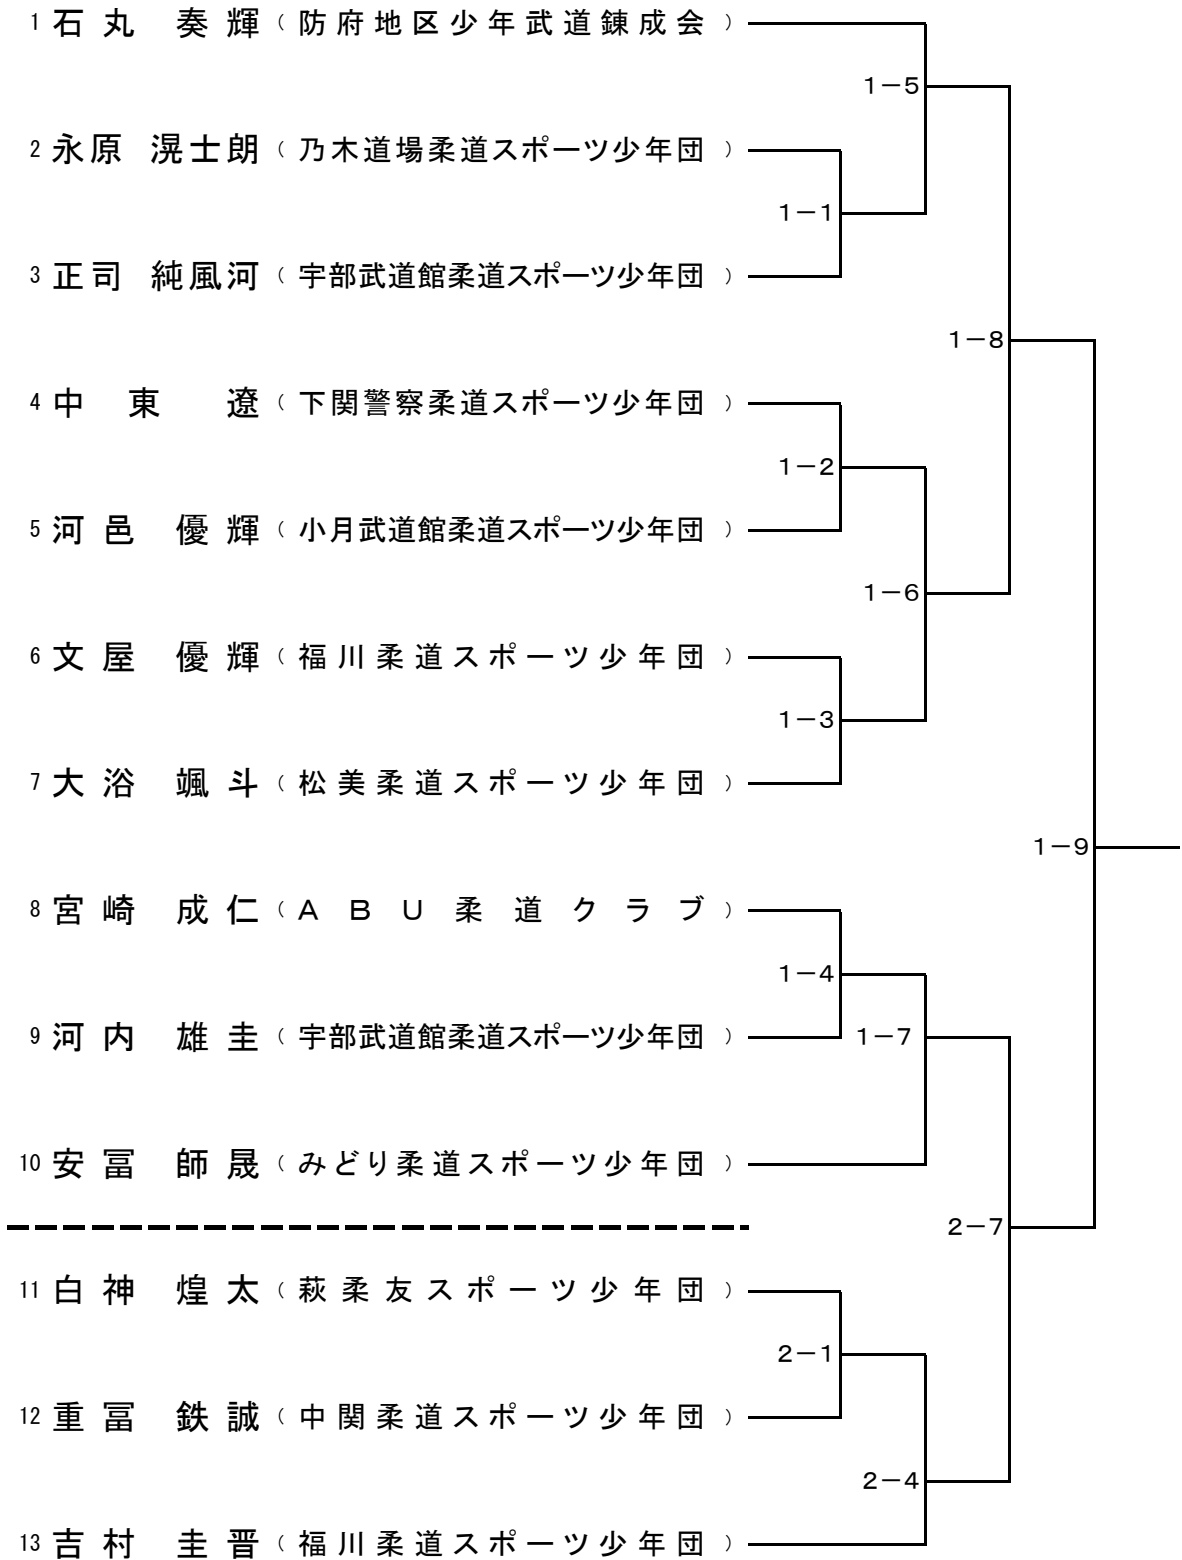 1 石丸 奏輝 （ 防府地区少年武道錬成会 ）
1－5
2 永原 滉士朗 （ 乃木道場柔道スポーツ少年団 ）
1－1
3 正司 純風河 （ 宇部武道館柔道スポーツ少年団 ）
1－8
4 中東 遼 （ 下関警察柔道スポーツ少年団 ）
1－2
5 河邑 優輝 （ 小月武道館柔道スポーツ少年団 ）
1－6
6 文屋 優輝 （ 福川柔道スポーツ少年団 ）
1－3
7 大浴 颯斗 （ 松美柔道スポーツ少年団 ）
1－9
8 宮崎 成仁 （ ＡＢＵ柔道クラブ ）
1－4
9 河内 雄圭 （ 宇部武道館柔道スポーツ少年団 ）
1－7
10 安冨 師晟 （ みどり柔道スポーツ少年団 ）
2－7
11 白神 煌太 （ 萩柔友スポーツ少年団 ）
2－1
12 重冨 鉄誠 （ 中関柔道スポーツ少年団 ）
2－4
13 吉村 圭晋 （ 福川柔道スポーツ少年団 ）